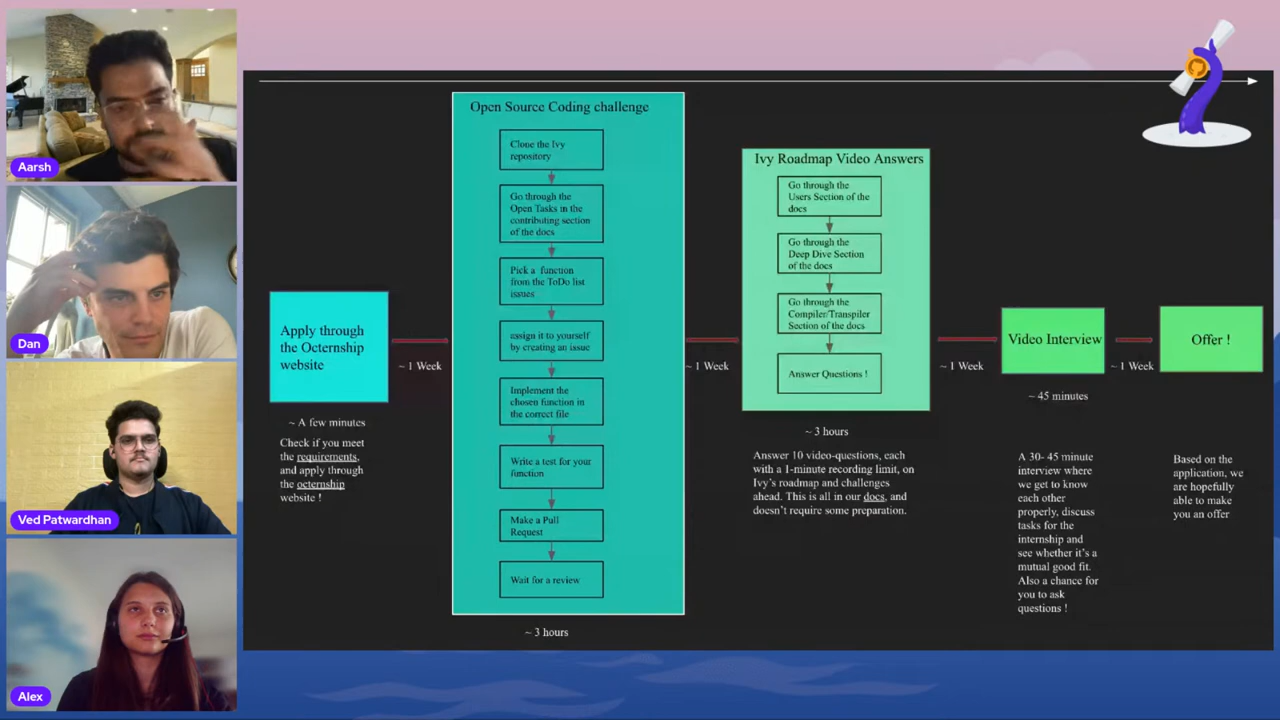 Aarsh
Dan
Ved Patwardhan
Alex
Apply through
the Octernship
website
~ A few minutes
Check if you meet
the requirements,
and apply through
the octernship
website !
~ 1 Week
Open Source Coding challenge
Clone the Ivy
repository
Go through the
Open Tasks in the
contributing section
of the docs
Pick a function
from the ToDo list
issues
assign it to yourself
by creating an issue
Implement the
chosen function in
the correct file
Write a test for your
function
Make a Pull
Request
Wait for a review
~ 3 hours
~ 1 Week
Ivy Roadmap Video Answers
Go through the
Users Section of the
docs
Go through the
Deep Dive Section
of the docs
Go through the
Compiler/Transpiler
Section of the docs
Answer Questions !
~ 3 hours
Answer 10 video-questions, each
with a 1-minute recording limit, on
Ivy's roadmap and challenges
ahead. This is all in our docs, and
doesn't require some preparation.
~ 1 Week
Video Interview
~ 45 minutes
A 30- 45 minute
interview where
we get to know
each other
properly, discuss
tasks for the
internship and
see whether it's a
mutual good fit.
Also a chance for
you to ask
questions !
~ 1 Week
Offer !
Based on the
application, we
are hopefully
able to make
you an offer